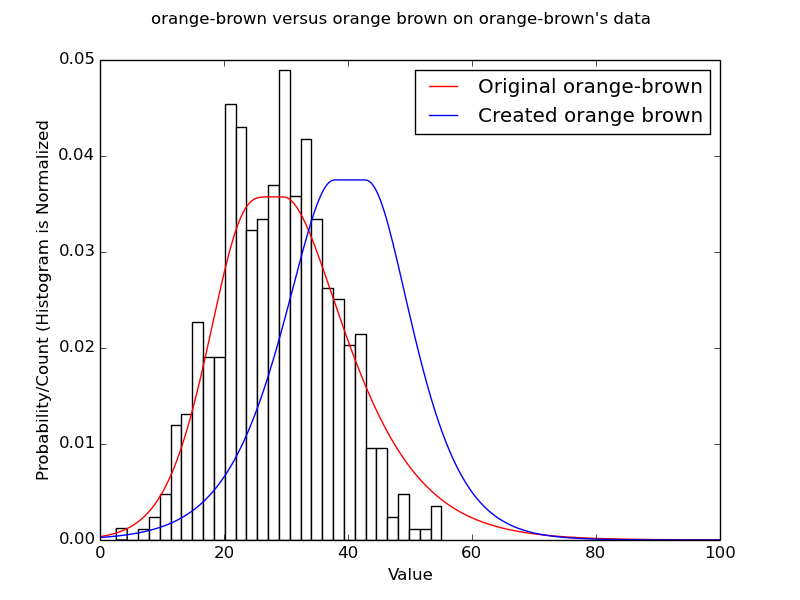 orange-brown versus orange brown on orange-brown's data
Original orange-brown
Created orange brown
Probability/Count (Histogram is Normalized
0.05
0.04
0.03
0.02
0.01
0.00
0 20 40 60 80 100
Value